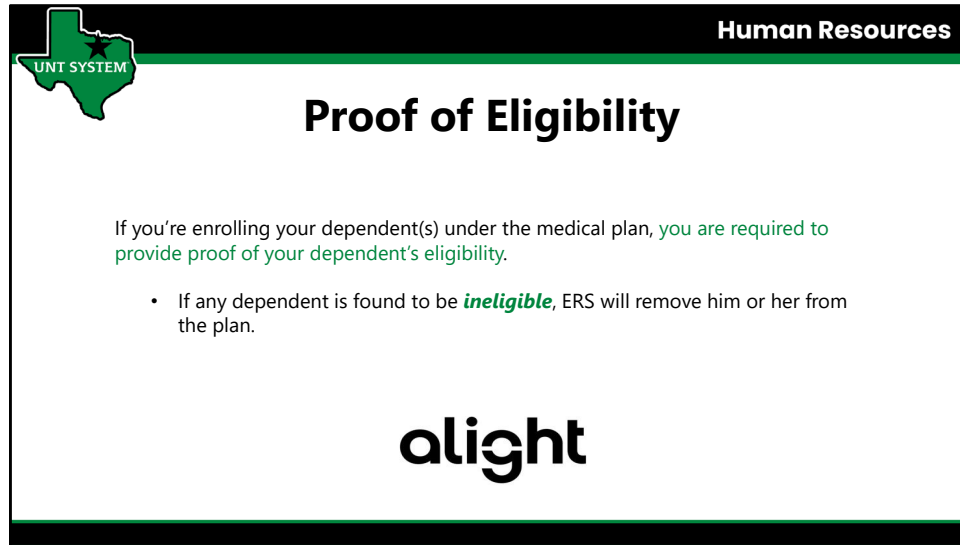 Human Resources
UNT SYSTEM
Proof of Eligibility
If you're enrolling your dependent(s) under the medical plan, you are required to
provide proof of your dependent's eligibility.
• If any dependent is found to be ineligible, ERS will remove him or her from
the plan.
alight